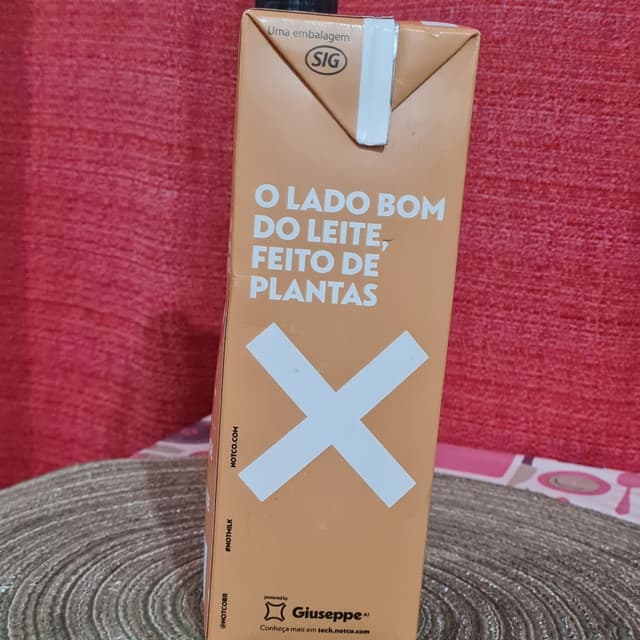 Uma embalagem
SIG
O LADO BOM
DO LEITE,
FEITO DE
PLANTAS
NOTCO.COM
#NOTMILK
#NOTCOBR
powered by
Giuseppe AI
Conheça mais em tech.notco.com